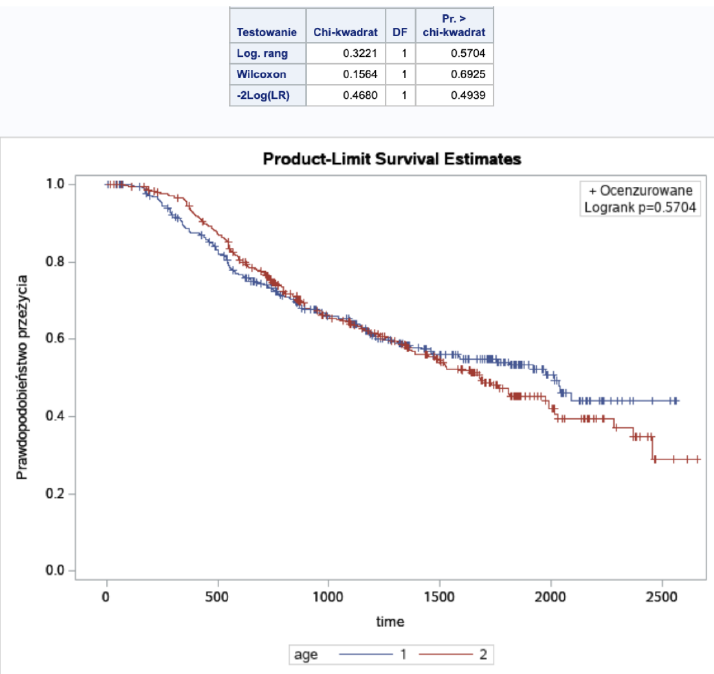 Testowanie Chi-kwadrat DF Pr. > chi-kwadrat
Log. rang 0.3221 1 0.5704
Wilcoxon 0.1564 1 0.6925
-2Log(LR) 0.4680 1 0.4939
Product-Limit Survival Estimates
+ Ocenzurowane
Logrank p=0.5704
Prawdopodobieństwo przeżycia
1.0
0.8
0.6
0.4
0.2
0.0
0 500 1000 1500 2000 2500
time
age 1 2